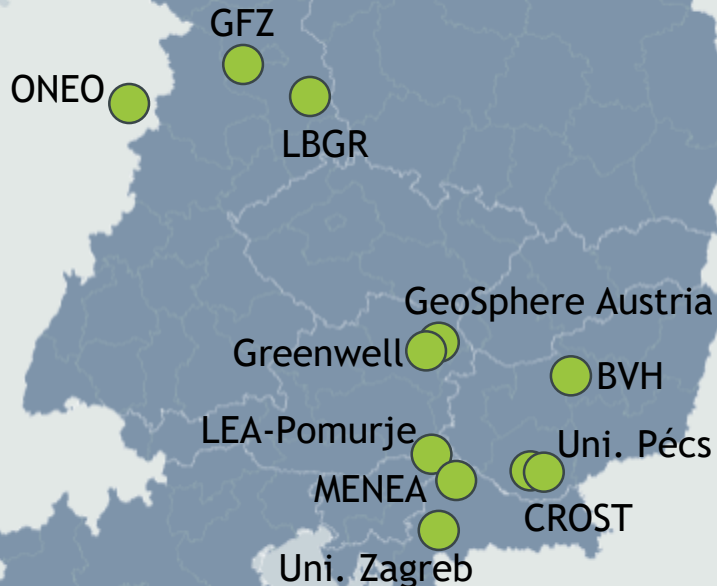 GFZ
ONEO
LBGR
GeoSphere Austria
Greenwell
BVH
LEA-Pomurje
Uni. Pécs
MENEA
CROST
Uni. Zagreb